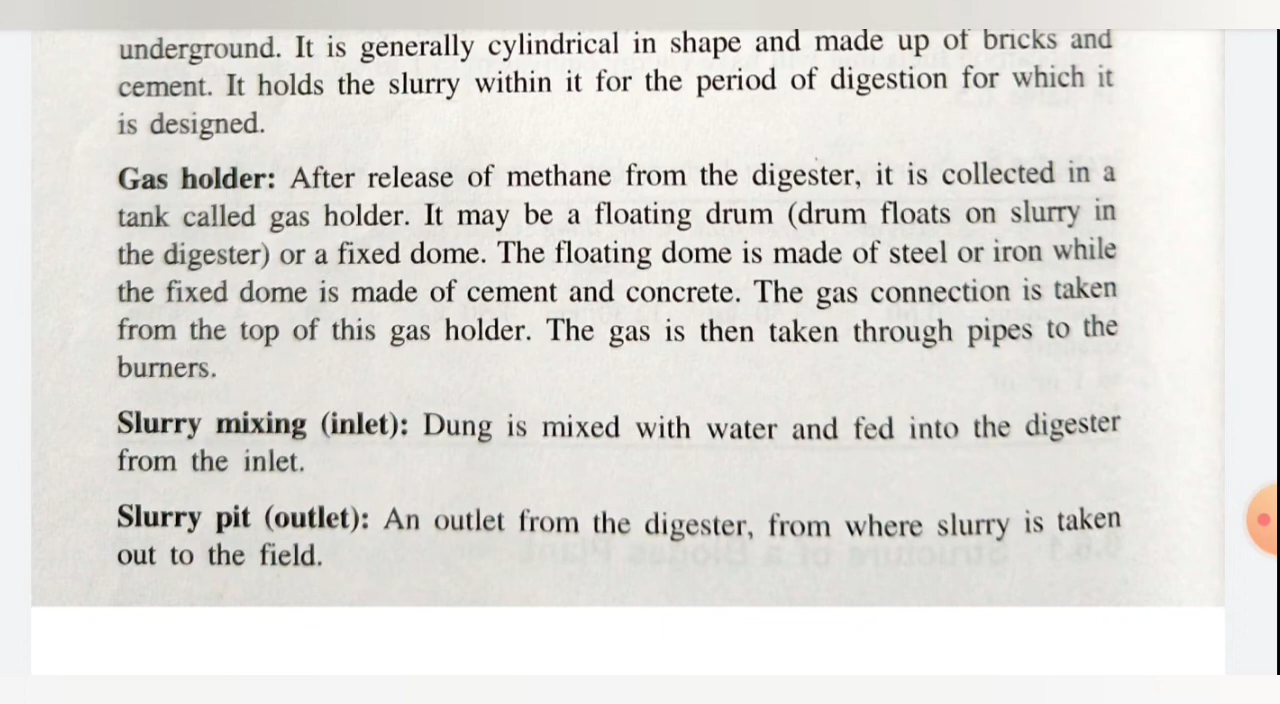 underground. It is generally cylindrical in shape and made up of bricks and
cement. It holds the slurry within it for the period of digestion for which it
is designed.
Gas holder: After release of methane from the digester, it is collected in a
tank called gas holder. It may be a floating drum (drum floats on slurry in
the digester) or a fixed dome. The floating dome is made of steel or iron while
the fixed dome is made of cement and concrete. The gas connection is taken
from the top of this gas holder. The gas is then taken through pipes to the
burners.
Slurry mixing (inlet): Dung is mixed with water and fed into the digester
from the inlet.
Slurry pit (outlet): An outlet from the digester, from where slurry is taken
out to the field.